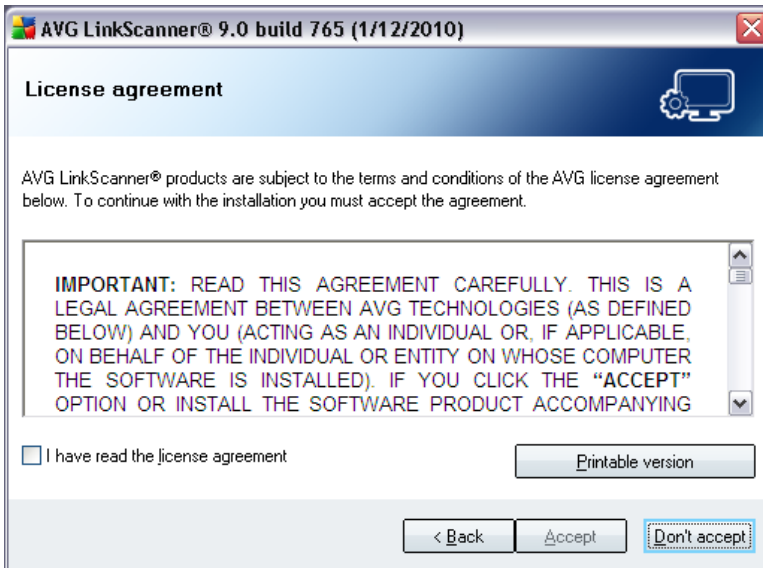 AVG LinkScanner® 9.0 build 765 (1/12/2010)
License agreement
AVG LinkScanner® products are subject to the terms and conditions of the AVG license agreement
below. To continue with the installation you must accept the agreement.
IMPORTANT: READ THIS AGREEMENT CAREFULLY. THIS IS A
LEGAL AGREEMENT BETWEEN AVG TECHNOLOGIES (AS DEFINED
BELOW) AND YOU (ACTING AS AN INDIVIDUAL OR, IF APPLICABLE,
ON BEHALF OF THE INDIVIDUAL OR ENTITY ON WHOSE COMPUTER
THE SOFTWARE IS INSTALLED). IF YOU CLICK THE “ACCEPT”
OPTION OR INSTALL THE SOFTWARE PRODUCT ACCOMPANYING
I have read the license agreement
Printable version
< Back
Accept
Don't accept